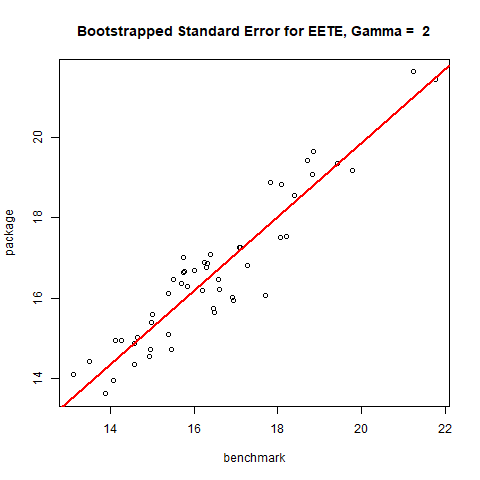 Bootstrapped Standard Error for EETE, Gamma =  2
package
20
18
16
14
14 16 18 20 22
benchmark